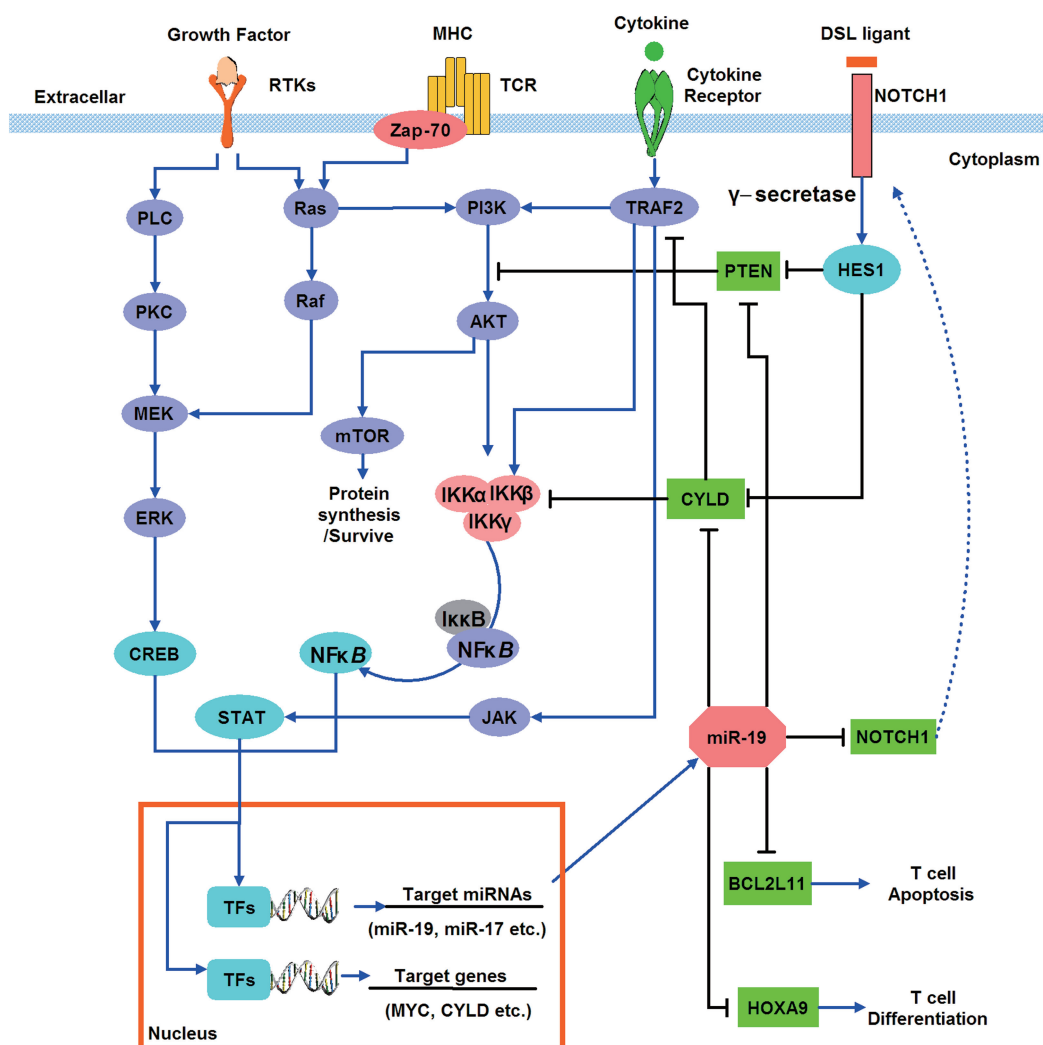 Growth Factor
MHC
Cytokine
DSL ligant
RTKs
TCR
Cytokine
Receptor
NOTCH1
Extracellar
Zap-70
Cytoplasm
γ–secretase
PLC
Ras
PI3K
TRAF2
PTEN
HES1
PKC
Raf
AKT
MEK
mTOR
IKKα
IKKβ
IKKγ
CYLD
Protein
synthesis
/Survive
ERK
IκκB
CREB
NFκB
NFκB
STAT
JAK
miR-19
NOTCH1
BCL2L11
T cell
Apoptosis
TFs
Target miRNAs
(miR-19, miR-17 etc.)
TFs
Target genes
(MYC, CYLD etc.)
HOXA9
T cell
Differentiation
Nucleus